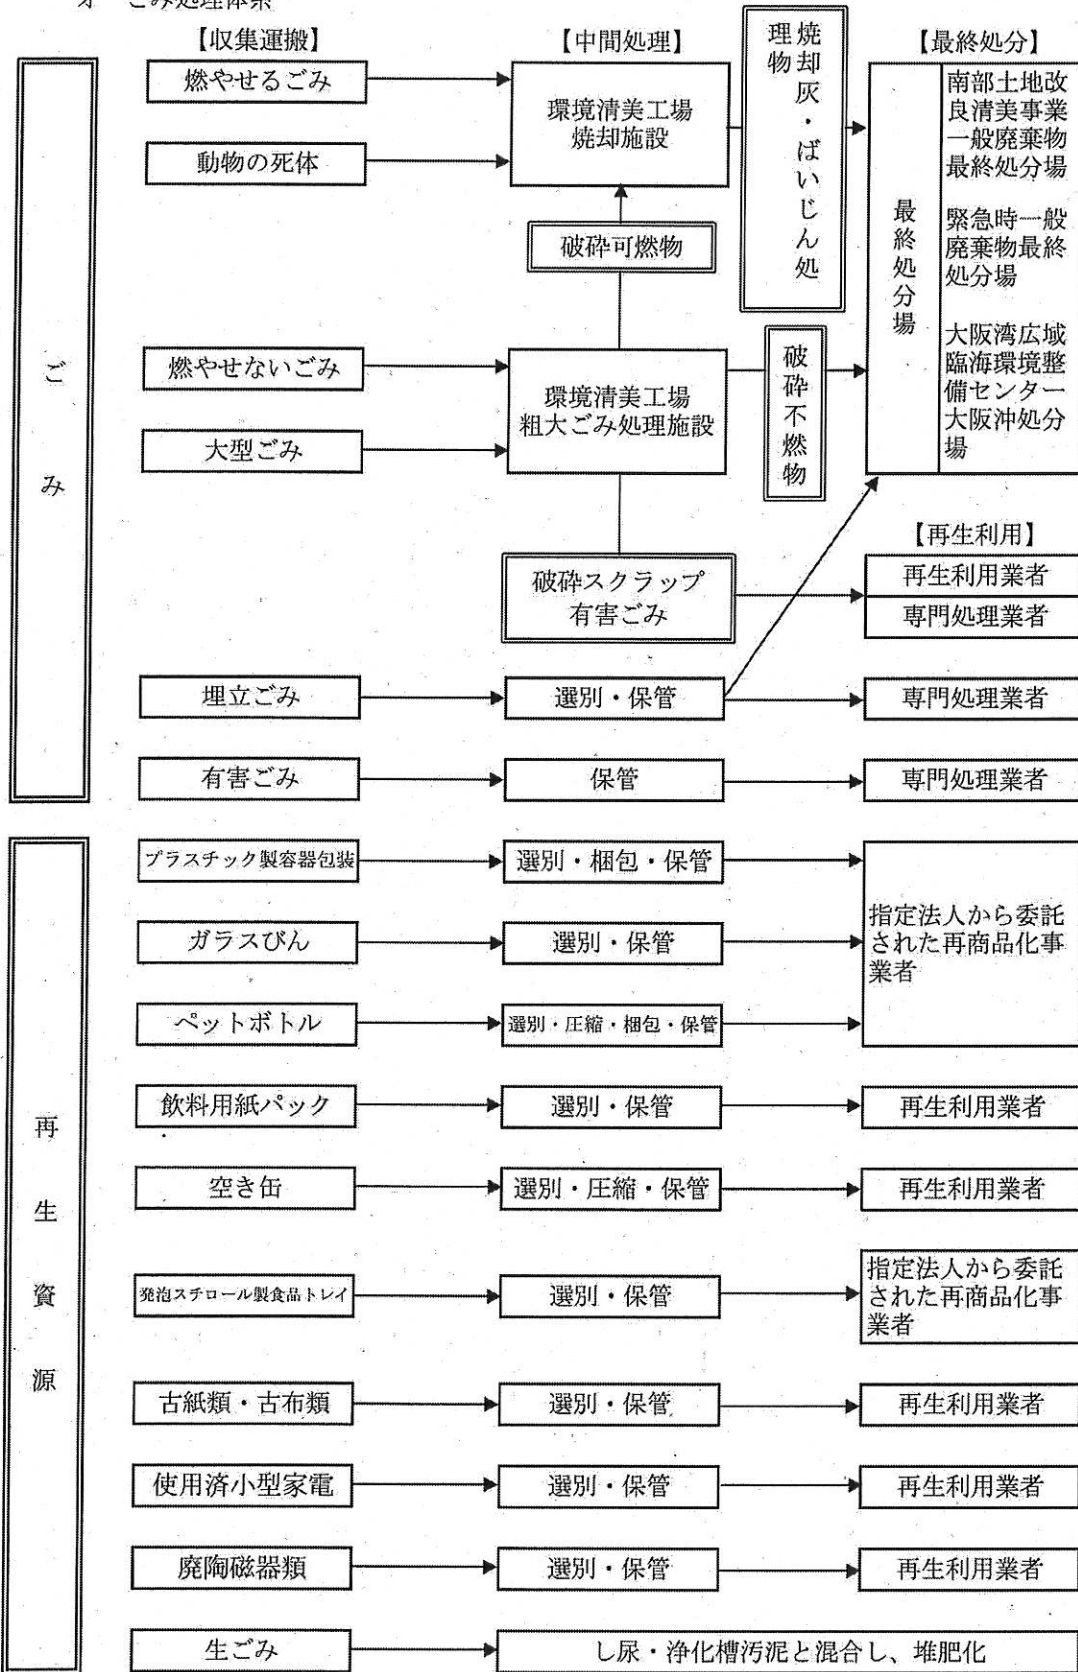 オ　ごみ処理体系
【収集運搬】
【中間処理】
【最終処分】
ごみ
燃やせるごみ
動物の死体
環境清美工場
焼却施設
焼却灰・ばいじん処
理物
破砕可燃物
燃やせないごみ
大型ごみ
環境清美工場
粗大ごみ処理施設
破砕不燃物
最終処分場
南部土地改
良清美事業
一般廃棄物
最終処分場
緊急時一般
廃棄物最終
処分場
大阪湾広域
臨海環境整
備センター
大阪沖処分
場
【再生利用】
破砕スクラップ
有害ごみ
再生利用業者
専門処理業者
埋立ごみ
選別・保管
専門処理業者
有害ごみ
保管
専門処理業者
再生資源
プラスチック製容器包装
選別・梱包・保管
ガラスびん
選別・保管
ペットボトル
選別・圧縮・梱包・保管
指定法人から委託
された再商品化事
業者
飲料用紙パック
選別・保管
再生利用業者
空き缶
選別・圧縮・保管
再生利用業者
発泡スチロール製食品トレイ
選別・保管
指定法人から委託
された再商品化事
業者
古紙類・古布類
選別・保管
再生利用業者
使用済小型家電
選別・保管
再生利用業者
廃陶磁器類
選別・保管
再生利用業者
生ごみ
し尿・浄化槽汚泥と混合し、堆肥化